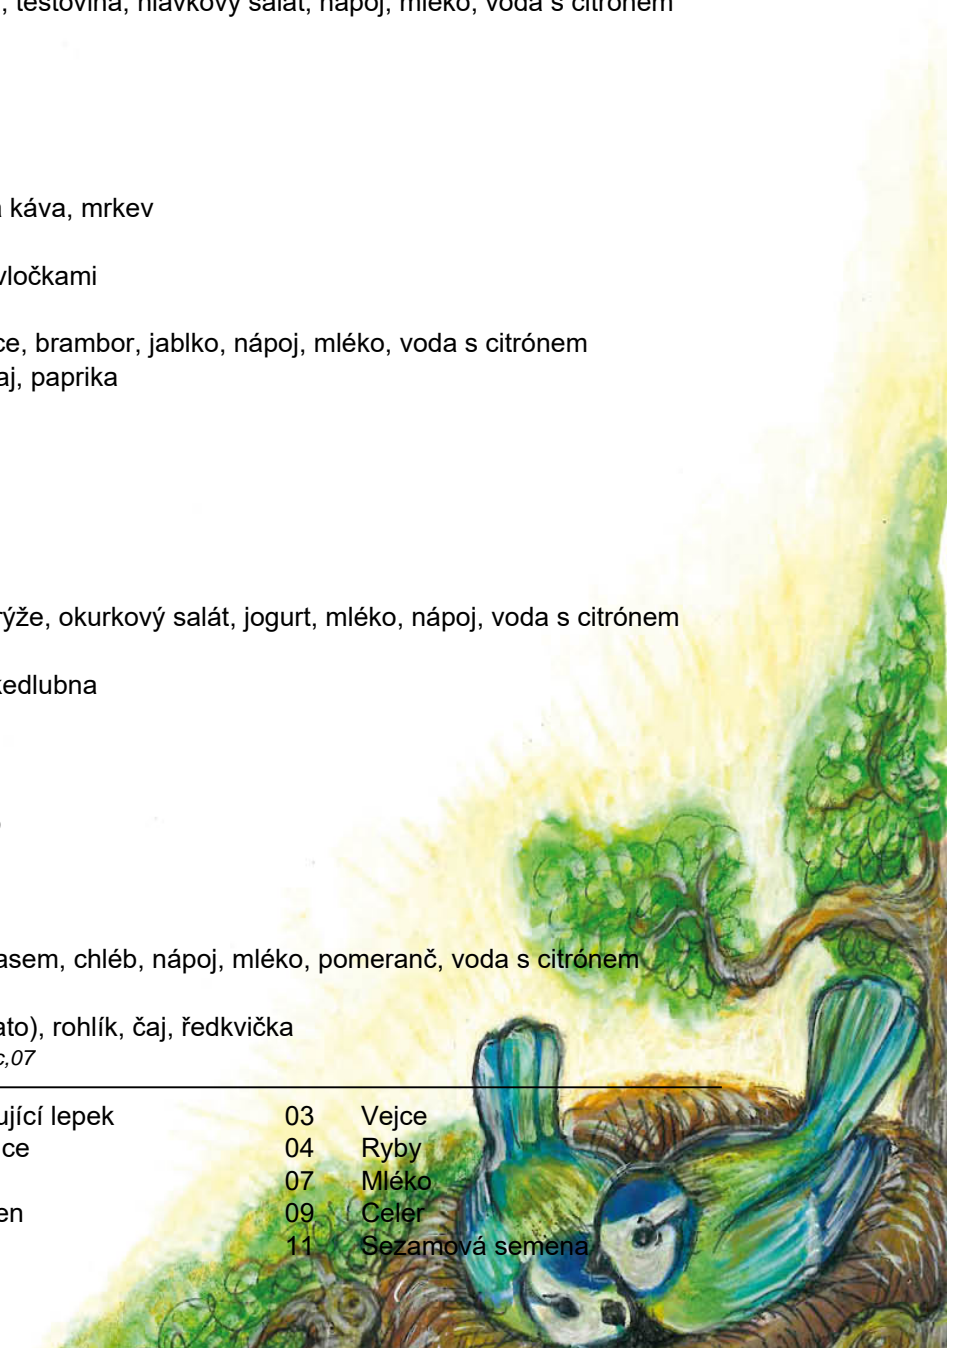 , těstovina, hlávkový salát, nápoj, mléko, voda s citrónem
káva, mrkev
vločkami
ce, brambor, jablko, nápoj, mléko, voda s citrónem
aj, paprika
rýže, okurkový salát, jogurt, mléko, nápoj, voda s citrónem
kedlubna
asem, chléb, nápoj, mléko, pomeranč, voda s citrónem
ato), rohlík, čaj, ředkvička
c,07
ující lepek 03 Vejce
ce 04 Ryby
07 Mléko
en 09 Celer
11 Sezamová semena